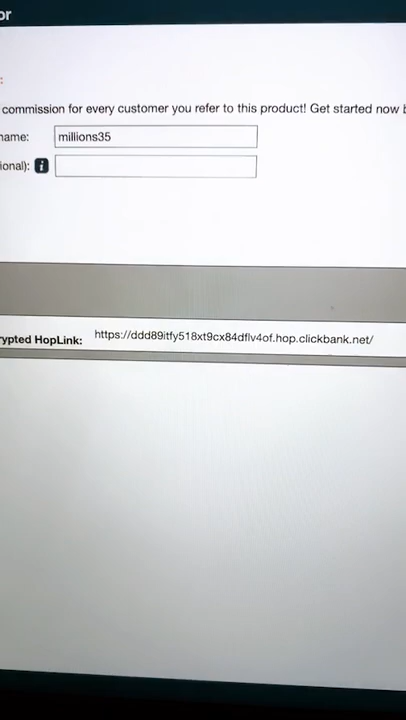 or
:
commission for every customer you refer to this product! Get started now
name: millions35
ional): i
ypted HopLink: https://ddd89itfy518xt9cx84dflv4of.hop.clickbank.net/